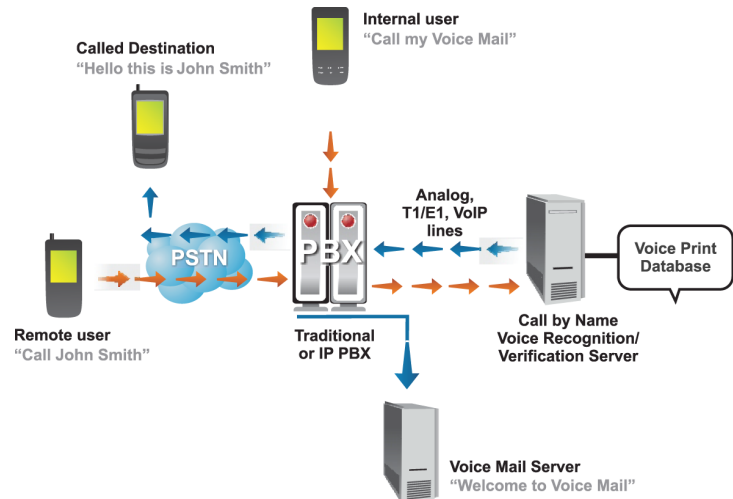 Internal user
“Call my Voice Mail”
Called Destination
“Hello this is John Smith”
Analog,
T1/E1, VoIP
lines
PSTN
PBX
Voice Print
Database
Remote user
“Call John Smith”
Traditional
or IP PBX
Call by Name
Voice Recognition/
Verification Server
Voice Mail Server
“Welcome to Voice Mail”